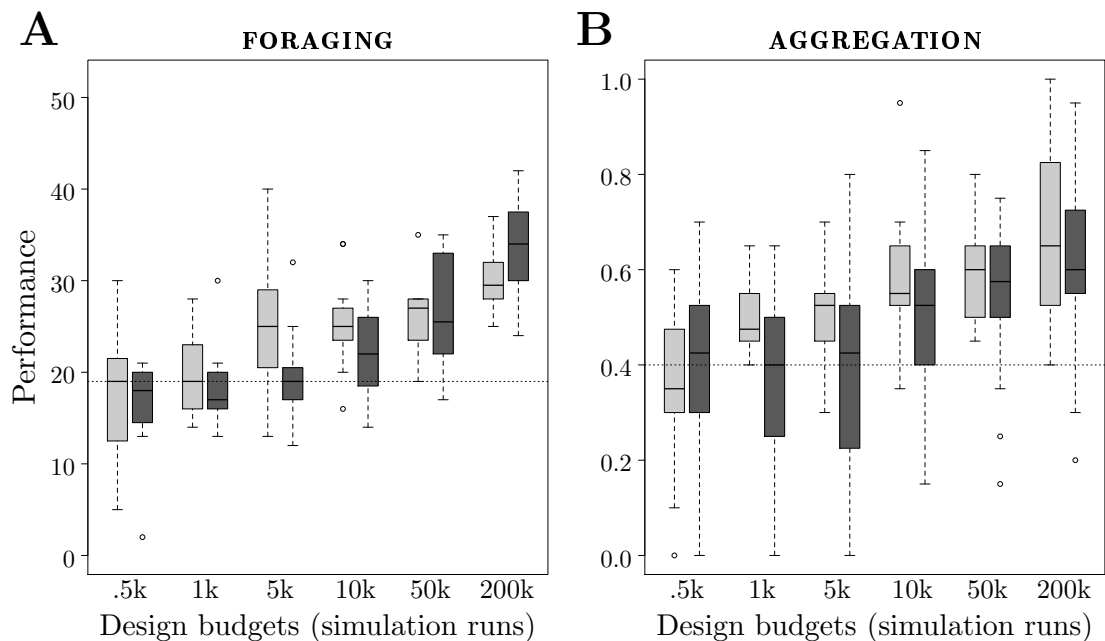 A
FORAGING
50
40
30
20
10
0
Performance
.5k 1k 5k 10k 50k 200k
Design budgets (simulation runs)
B
AGGREGATION
1.0
0.8
0.6
0.4
0.2
0.0
.5k 1k 5k 10k 50k 200k
Design budgets (simulation runs)